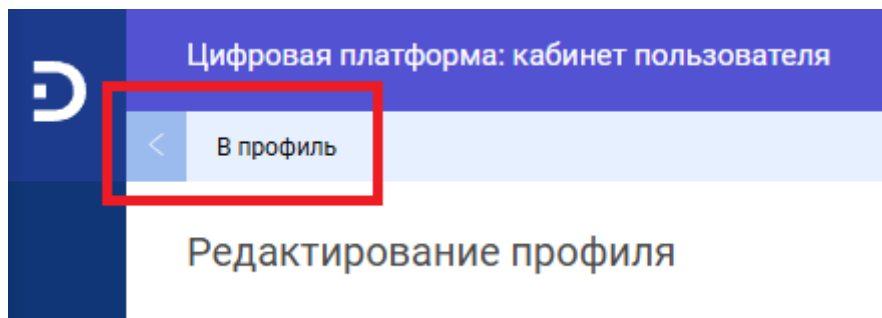 Цифровая платформа: кабинет пользователя
В профиль
Редактирование профиля